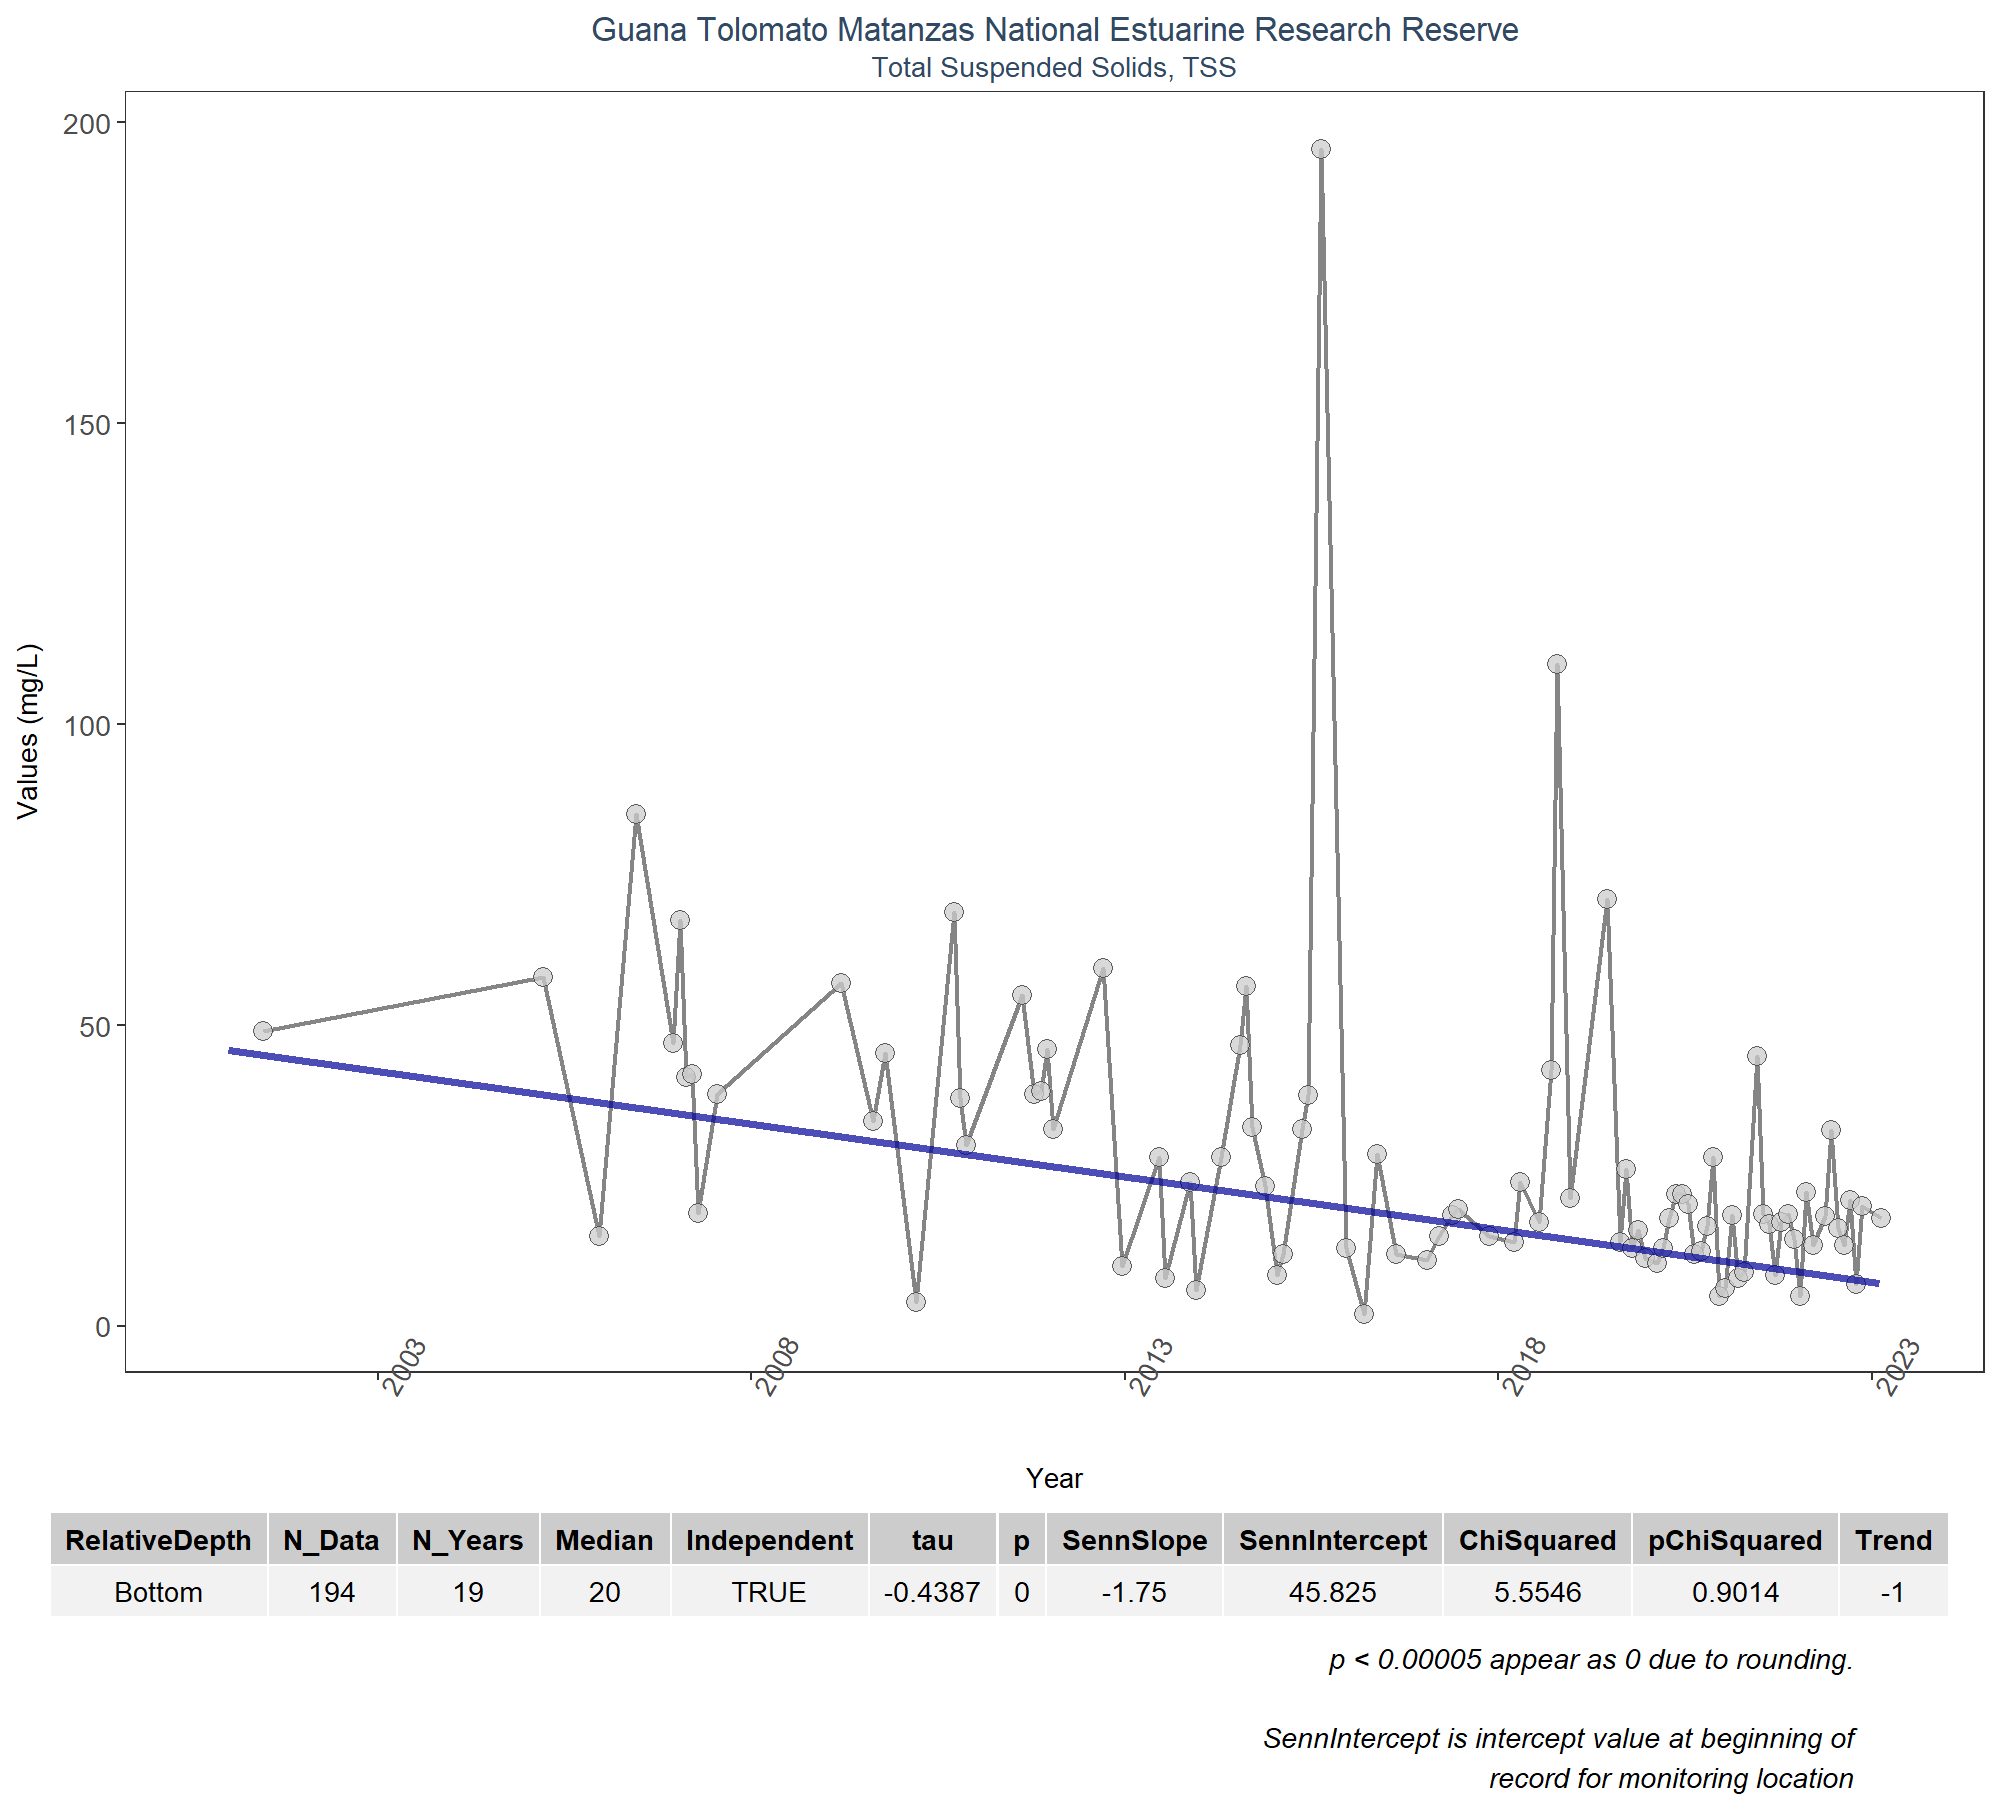 Guana Tolomato Matanzas National Estuarine Research Reserve
Total Suspended Solids, TSS
200
150
100
50
0
Values (mg/L)
2003 2008 2013 2018 2023
Year
RelativeDepth N_Data N_Years Median Independent tau p SennSlope SennIntercept ChiSquared pChiSquared Trend
Bottom 194 19 20 TRUE -0.4387 0 -1.75 45.825 5.5546 0.9014 -1
p < 0.00005 appear as 0 due to rounding.
SennIntercept is intercept value at beginning of
record for monitoring location